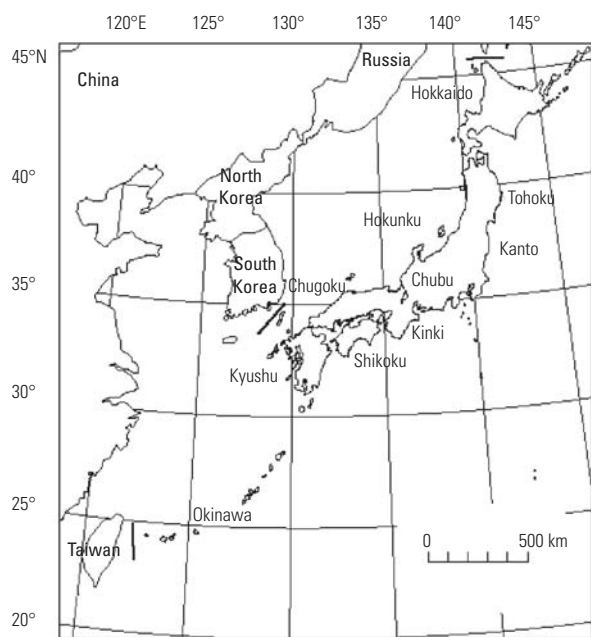 120°E 125° 130° 135° 140° 145°
45°N
Russia
China
Hokkaido
40°
North
Korea
Tohoku
Hokunku
Kanto
South
Korea
Chubu
35°
Chugoku
Kinki
Shikoku
Kyushu
30°
25°
Okinawa
0 500 km
Taiwan
20°